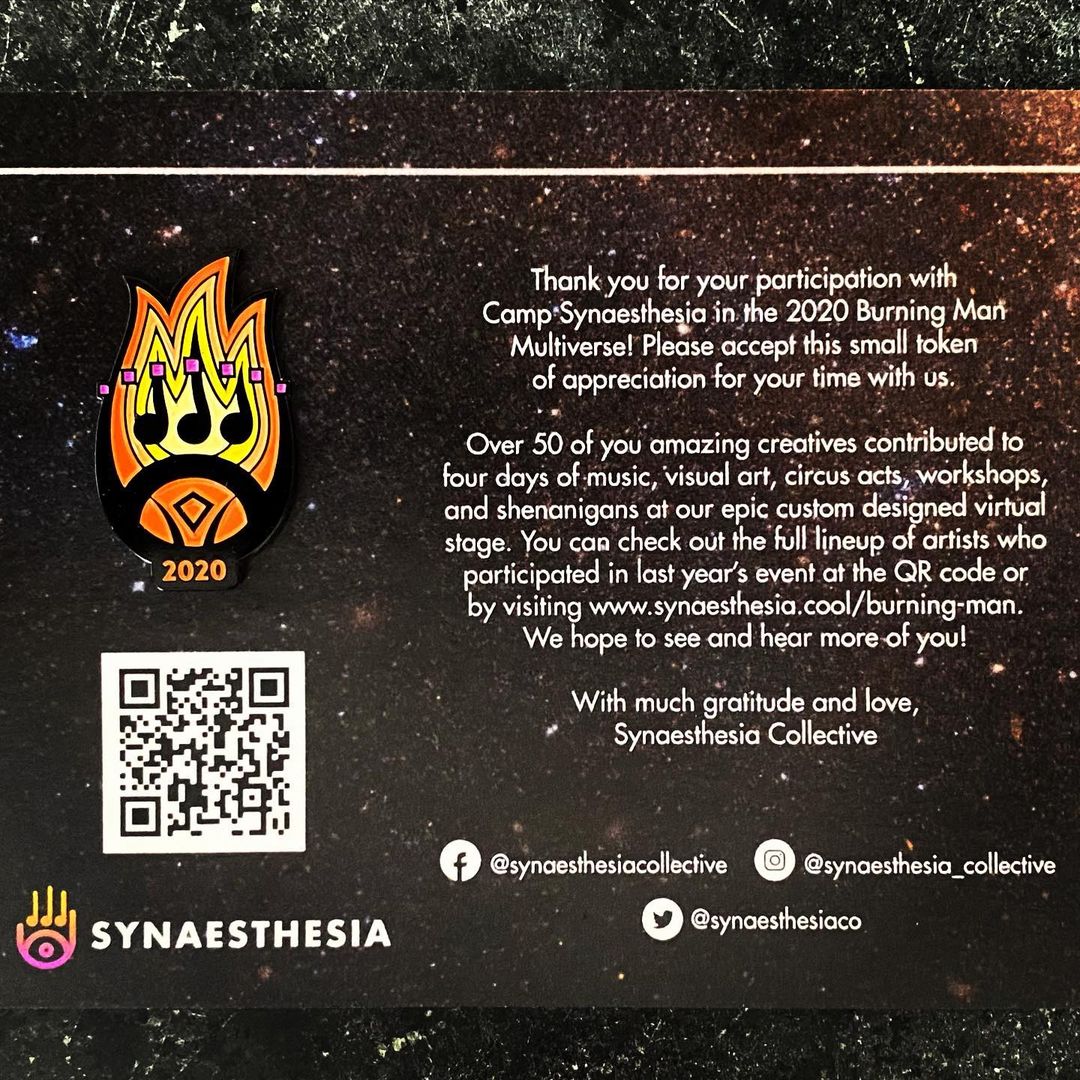 Thank you for your participation with
Camp Synaesthesia in the 2020 Burning Man
Multiverse! Please accept this small token
of appreciation for your time with us.
Over 50 of you amazing creatives contributed to
four days of music, visual art, circus acts, workshops,
and shenanigans at our epic custom designed virtual
stage. You can check out the full lineup of artists who
participated in last year's event at the QR code or
by visiting www.synaesthesia.cool/burning-man.
We hope to see and hear more of you!
With much gratitude and love,
Synaesthesia Collective
2020
@synaesthesiacollective
@synaesthesia_collective
@synaesthesiaco
SYNAESTHESIA